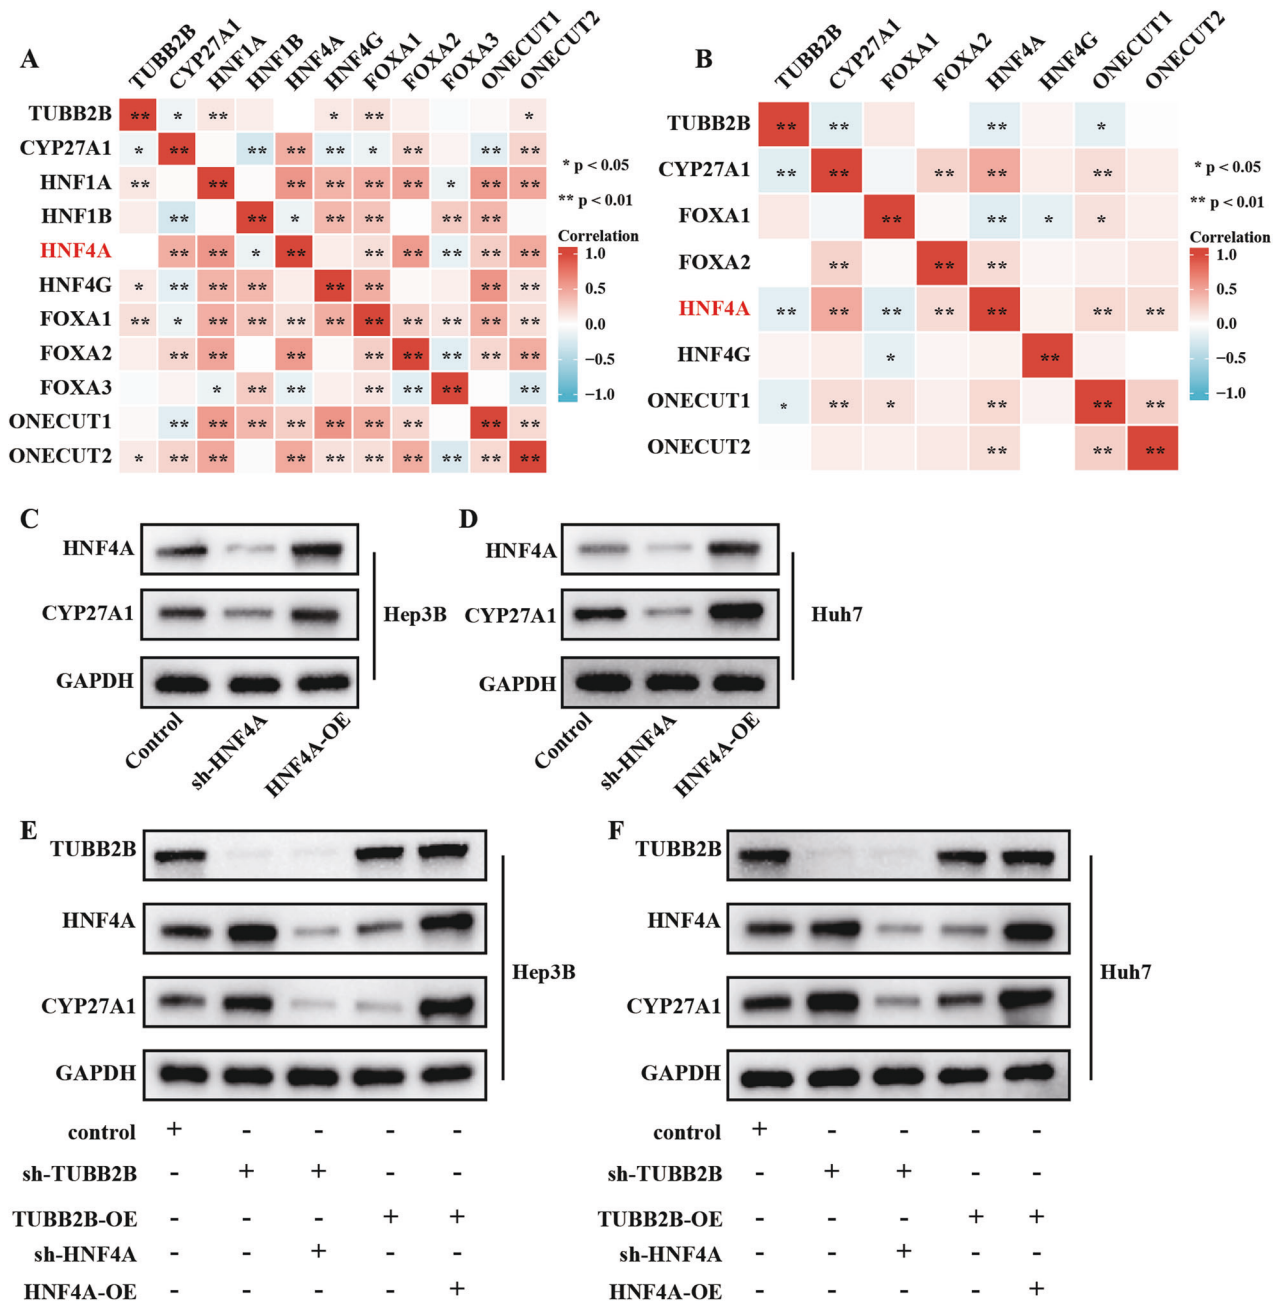 A
TUBB2B CYP27A1 HNF1A HNF1B HNF4A HNF4G FOXA1 FOXA2 FOXA3 ONECUT1 ONECUT2
TUBB2B ** * ** * ** *
CYP27A1 * ** ** ** ** * ** ** **
HNF1A ** ** ** ** ** ** * ** **
HNF1B ** ** * ** ** ** **
HNF4A ** ** * ** ** ** ** ** **
HNF4G * ** ** ** ** ** ** **
FOXA1 ** * ** ** ** ** ** ** ** ** **
FOXA2 ** ** ** ** ** ** ** **
FOXA3 * ** ** ** ** ** **
ONECUT1 ** ** ** ** ** ** ** ** **
ONECUT2 * ** ** ** ** ** ** ** ** **
* p < 0.05
** p < 0.01
Correlation
1.0
0.5
0.0
−0.5
−1.0
B
TUBB2B CYP27A1 FOXA1 FOXA2 HNF4A HNF4G ONECUT1 ONECUT2
TUBB2B ** ** ** *
CYP27A1 ** ** ** ** **
FOXA1 ** ** * *
FOXA2 ** ** **
HNF4A ** ** ** ** ** ** **
HNF4G * **
ONECUT1 * ** * ** ** **
ONECUT2 ** ** **
* p < 0.05
** p < 0.01
Correlation
1.0
0.5
0.0
−0.5
−1.0
C
HNF4A
CYP27A1
GAPDH
Hep3B
Control sh-HNF4A HNF4A-OE
D
HNF4A
CYP27A1
GAPDH
Huh7
Control sh-HNF4A HNF4A-OE
E
TUBB2B
HNF4A
CYP27A1
GAPDH
Hep3B
control + - - - -
sh-TUBB2B - + + - -
TUBB2B-OE - - - + +
sh-HNF4A - - + - -
HNF4A-OE - - - - +
F
TUBB2B
HNF4A
CYP27A1
GAPDH
Huh7
control + - - - -
sh-TUBB2B - + + - -
TUBB2B-OE - - - + +
sh-HNF4A - - + - -
HNF4A-OE - - - - +